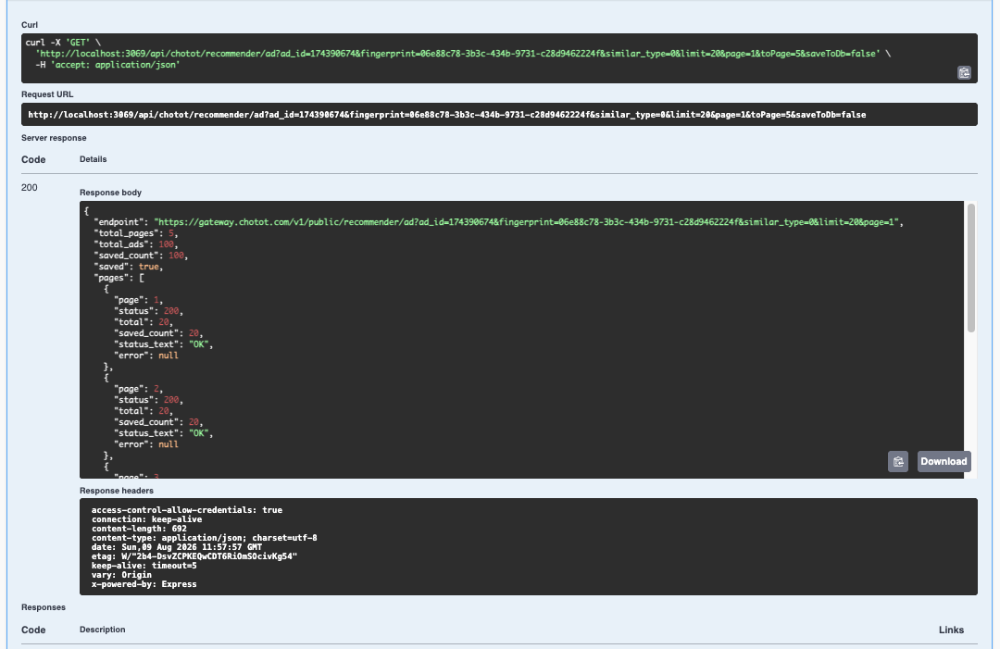 Curl
curl -X 'GET' \
  'http://localhost:3069/api/chotot/recommender/ad?ad_id=174390674&fingerprint=06e88c78-3b3c-434b-9731-c28d9462224f&similar_type=0&limit=20&page=1&toPage=5&saveToDb=false' \
  -H 'accept: application/json'
Request URL
http://localhost:3069/api/chotot/recommender/ad?ad_id=174390674&fingerprint=06e88c78-3b3c-434b-9731-c28d9462224f&similar_type=0&limit=20&page=1&toPage=5&saveToDb=false
Server response
Code Details
200
Response body
{
  "endpoint": "https://gateway.chotot.com/v1/public/recommender/ad?ad_id=174390674&fingerprint=06e88c78-3b3c-434b-9731-c28d9462224f&similar_type=0&limit=20&page=1",
  "total_pages": 5,
  "total_ads": 100,
  "saved_count": 100,
  "saved": true,
  "pages": [
    {
      "page": 1,
      "status": 200,
      "total": 20,
      "saved_count": 20,
      "status_text": "OK",
      "error": null
    },
    {
      "page": 2,
      "status": 200,
      "total": 20,
      "saved_count": 20,
      "status_text": "OK",
      "error": null
    },
    {
      "page": 3
Download
Response headers
access-control-allow-credentials: true
connection: keep-alive
content-length: 692
content-type: application/json; charset=utf-8
date: Sun,09 Aug 2026 11:57:57 GMT
etag: W/"2b4-DsvZCPKEQwCDT6RiOmSOcivKg54"
keep-alive: timeout=5
vary: Origin
x-powered-by: Express
Responses
Code Description Links